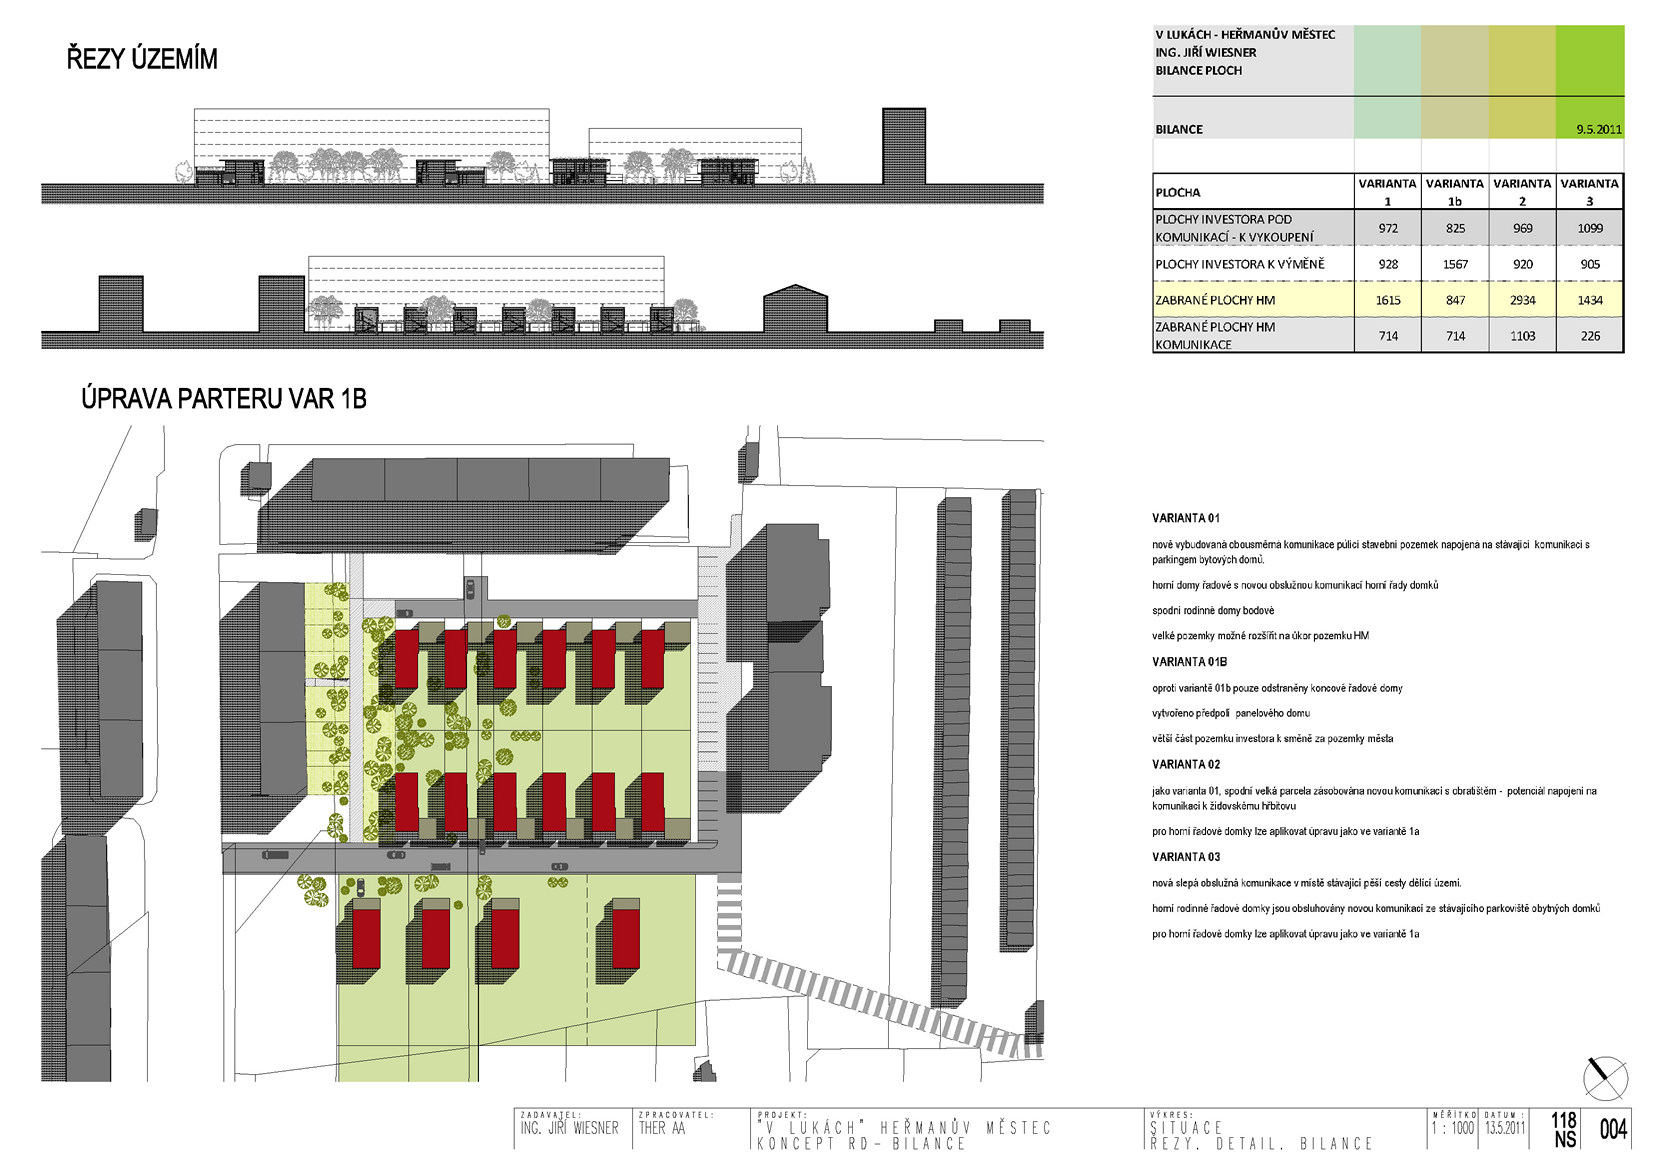 ŘEZY ÚZEMÍM
V LUKÁCH - HEŘMANŮV MĚSTEC
ING. JIŘÍ WIESNER
BILANCE PLOCH
BILANCE 9.5.2011
PLOCHA VARIANTA 1 VARIANTA 1b VARIANTA 2 VARIANTA 3
PLOCHY INVESTORA POD
KOMUNIKACÍ - K VYKOUPENÍ 972 825 969 1099
PLOCHY INVESTORA K VÝMĚNĚ 928 1567 920 905
ZABRANÉ PLOCHY HM 1615 847 2934 1434
ZABRANÉ PLOCHY HM
KOMUNIKACE 714 714 1103 226
ÚPRAVA PARTERU VAR 1B
VARIANTA 01
nově vybudovaná obousměrná komunikace půlící stavební pozemek napojená na stávající komunikaci s
parkingem bytových domů.
horní domy řadové s novou obslužnou komunikací horní řady domků
spodní rodinné domy bodové
velké pozemky možné rozšířit na úkor pozemku HM
VARIANTA 01B
oproti variantě 01b pouze odstraněny koncové řadové domy
vytvořeno předpolí panelového domu
větší část pozemku investora k směně za pozemky města
VARIANTA 02
jako varianta 01, spodní velká parcela zásobována novou komunikací s obratištěm - potenciál napojení na
komunikaci k židovskému hřbitovu
pro horní řadové domky lze aplikovat úpravu jako ve variantě 1a
VARIANTA 03
nová slepá obslužná komunikace v místě stávající pěší cesty dělící území.
horní rodinné řadové domky jsou obsluhovány novou komunikací ze stávajícího parkoviště obytných domků
pro horní řadové domky lze aplikovat úpravu jako ve variantě 1a
ZADAVATEL: ZPRACOVATEL: PROJEKT: VÝKRES: MĚŘÍTKO DATUM :
ING. JIŘÍ WIESNER THER AA "V LUKÁCH" HEŘMANŮV MĚSTEC SITUACE 1 : 1000 13.5.2011 118 004
KONCEPT RD - BILANCE ŘEZY, DETAIL, BILANCE NS